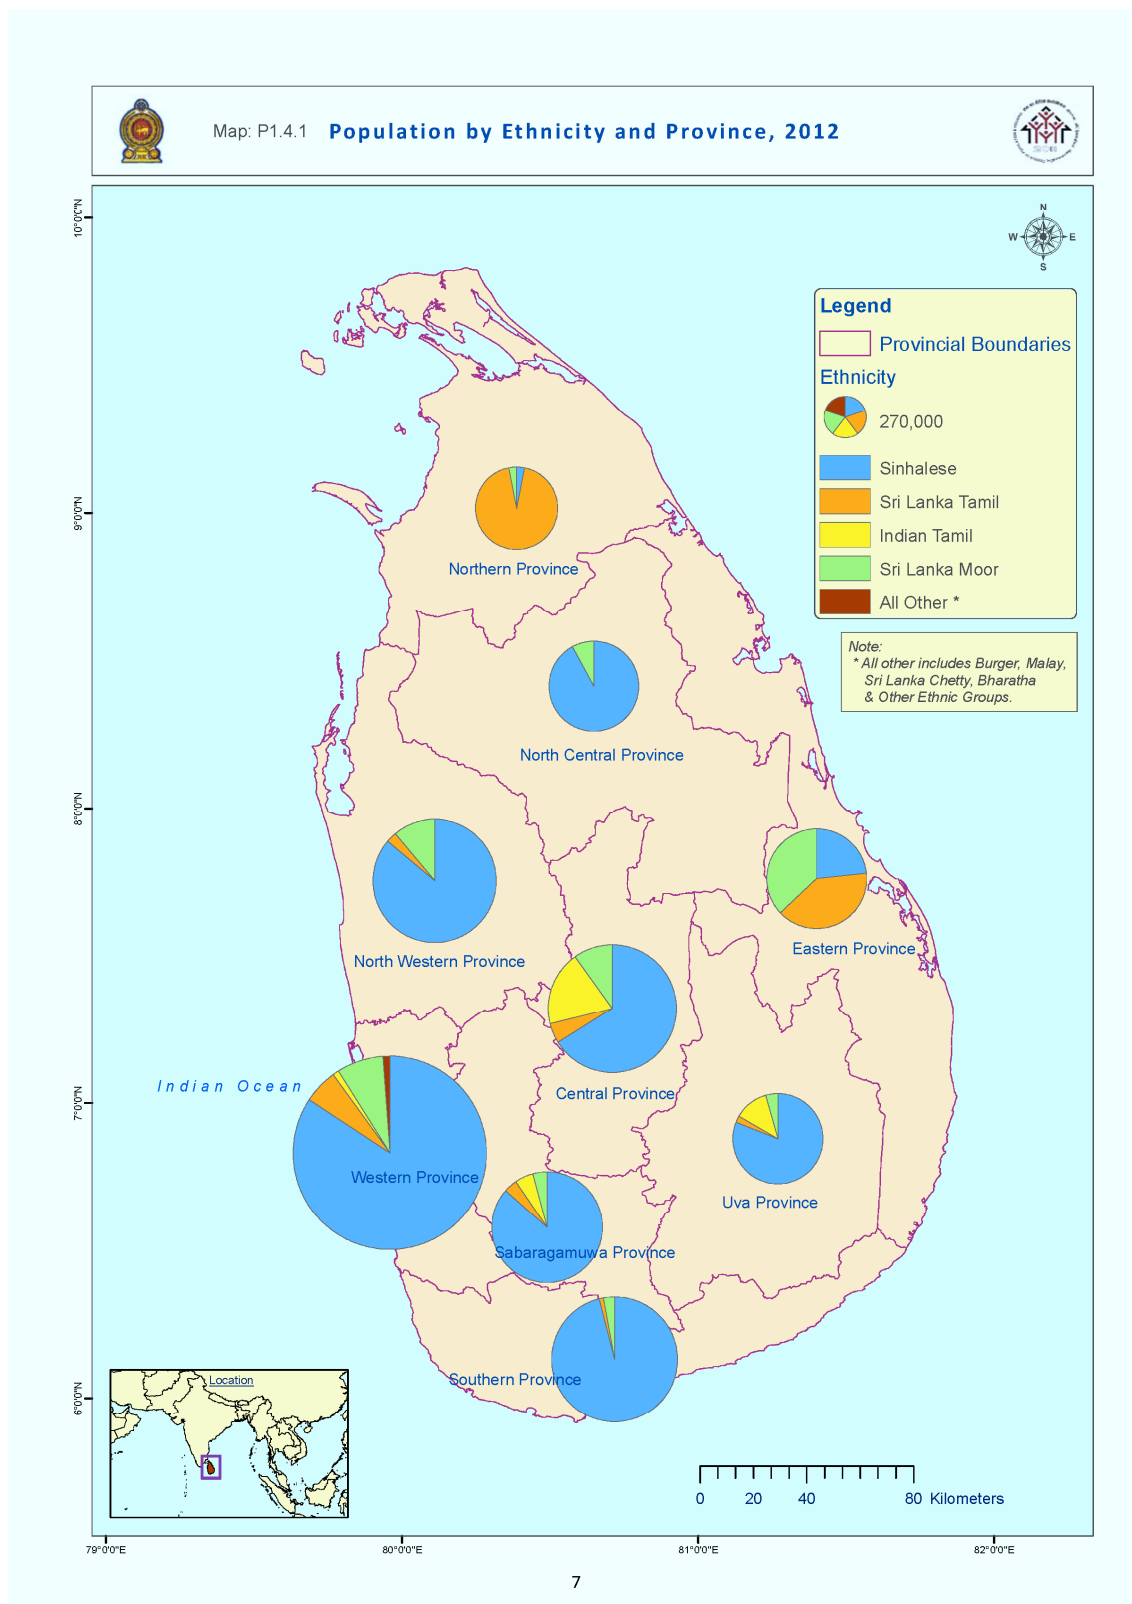 Map: P1.4.1 Population by Ethnicity and Province, 2012
N
W E
S
10°0'0"N
9°0'0"N
8°0'0"N
7°0'0"N
6°0'0"N
Legend
Provincial Boundaries
Ethnicity
270,000
Sinhalese
Sri Lanka Tamil
Indian Tamil
Sri Lanka Moor
All Other *
Note:
* All other includes Burger, Malay,
Sri Lanka Chetty, Bharatha
& Other Ethnic Groups.
Northern Province
North Central Province
Eastern Province
North Western Province
Central Province
Indian Ocean
Western Province
Uva Province
Sabaragamuwa Province
Southern Province
Location
0 20 40 80 Kilometers
79°0'0"E 80°0'0"E 81°0'0"E 82°0'0"E
7